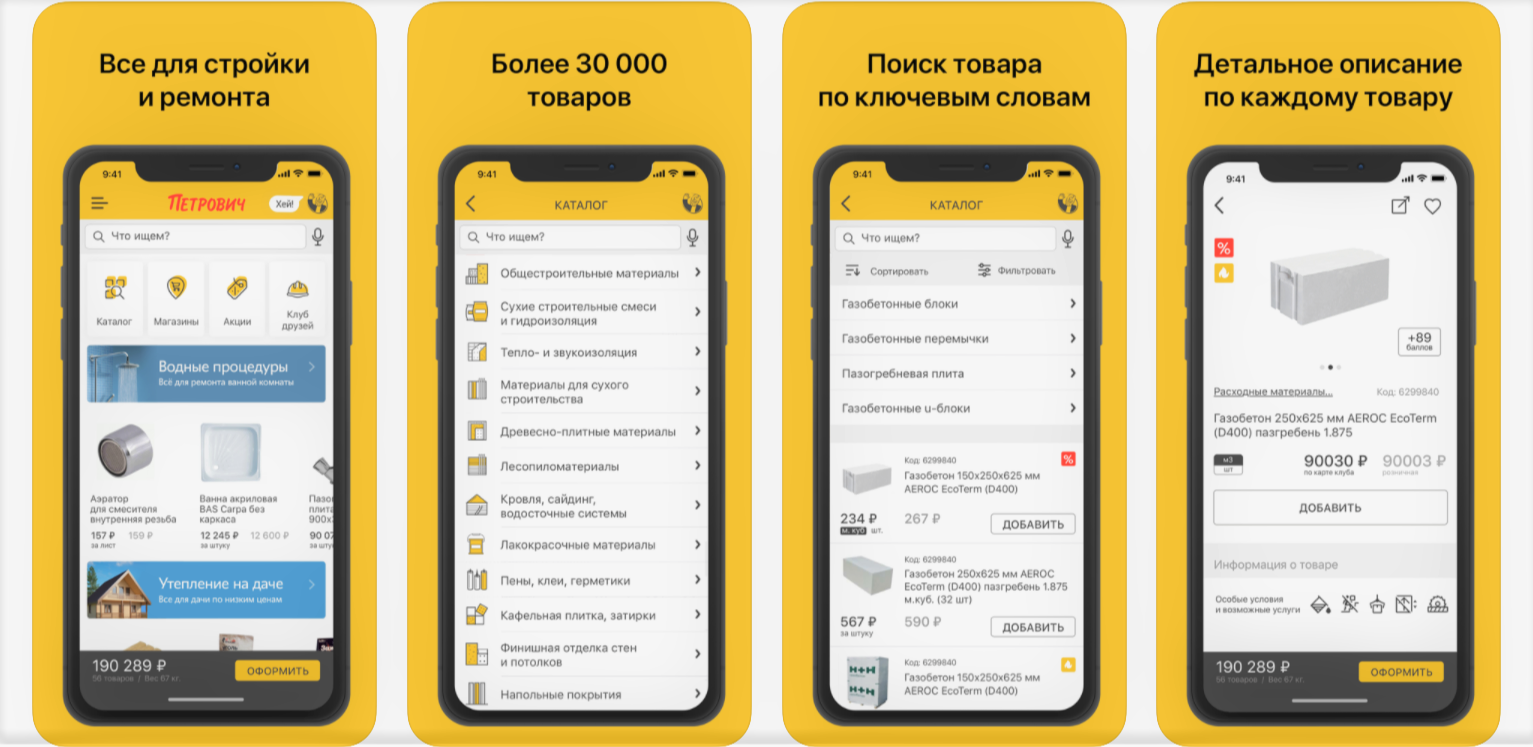 Все для стройки
и ремонта
9:41
ПЕТРОВИЧ
Хей!
Что ищем?
Каталог
Магазины
Акции
Клуб
друзей
Водные процедуры
Всё для ремонта ванной комнаты
Аэратор
для смесителя
внутренняя резьба
157 ₽ 159 ₽
за лист
Ванна акриловая
BAS Carpa без
каркаса
12 245 ₽ 12 600 ₽
за штуку
Пазо
плита
900x
90 07
за шту
Утепление на даче
Все для дачи по низким ценам
190 289 ₽
56 товаров / Вес 67 кг.
ОФОРМИТЬ
Более 30 000
товаров
9:41
КАТАЛОГ
Что ищем?
Общестроительные материалы
Сухие строительные смеси
и гидроизоляция
Тепло- и звукоизоляция
Материалы для сухого
строительства
Древесно-плитные материалы
Лесопиломатериалы
Кровля, сайдинг,
водосточные системы
Лакокрасочные материалы
Пены, клеи, герметики
Кафельная плитка, затирки
Финишная отделка стен
и потолков
Напольные покрытия
Поиск товара
по ключевым словам
9:41
КАТАЛОГ
Что ищем?
Сортировать
Фильтровать
Газобетонные блоки
Газобетонные перемычки
Пазогребневая плита
Газобетонные u-блоки
Код: 6299840
%
Газобетон 150x250x625 мм
AEROC EcoTerm (D400)
234 ₽ 267 ₽
м. куб шт.
ДОБАВИТЬ
Код: 6299840
Газобетон 250x625 мм AEROC
EcoTerm (D400) пазгребень 1.875
м.куб. (32 шт)
567 ₽ 590 ₽
за штуку
ДОБАВИТЬ
H+H
H+H
Код: 6299840
Газобетон 150x250x625 мм
AEROC EcoTerm (D400)
Детальное описание
по каждому товару
9:41
%
+89
баллов
Расходные материалы...
Код: 6299840
Газобетон 250x625 мм AEROC EcoTerm
(D400) пазгребень 1.875
м3
шт
90030 ₽ 90003 ₽
по карте клуба розничная
ДОБАВИТЬ
Информация о товаре
Особые условия
и возможные услуги
190 289 ₽
56 товаров / Вес 67 кг.
ОФОРМИТЬ